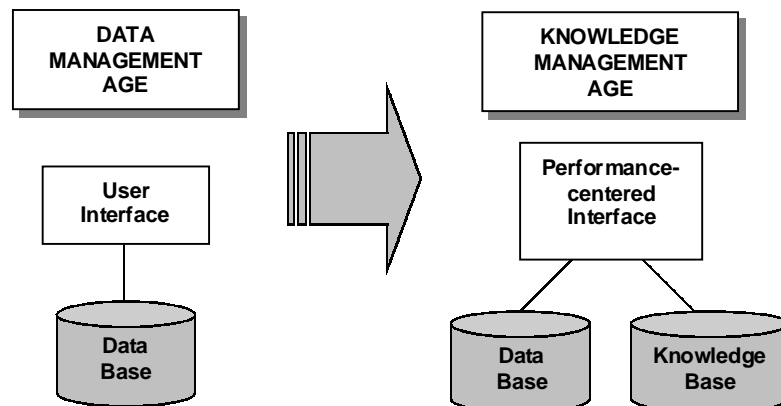 DATA
MANAGEMENT
AGE
User
Interface
Data
Base
KNOWLEDGE
MANAGEMENT
AGE
Performance-
centered
Interface
Data
Base
Knowledge
Base